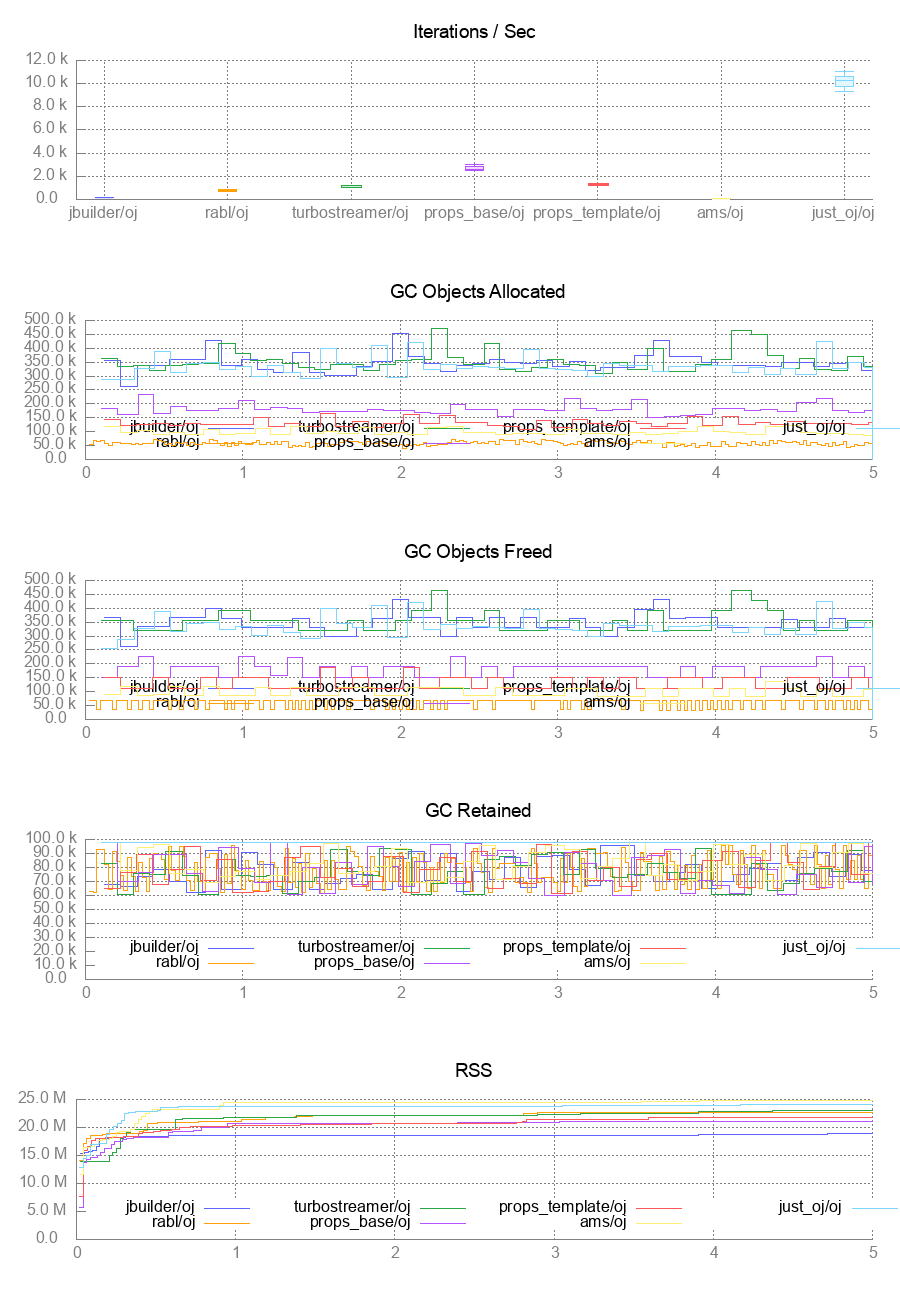 Iterations / Sec
12.0 k
10.0 k
8.0 k
6.0 k
4.0 k
2.0 k
0.0
jbuilder/oj rabl/oj turbostreamer/oj props_base/oj props_template/oj ams/oj just_oj/oj
GC Objects Allocated
500.0 k
450.0 k
400.0 k
350.0 k
300.0 k
250.0 k
200.0 k
150.0 k
100.0 k
50.0 k
0.0
jbuilder/oj turbostreamer/oj props_template/oj just_oj/oj
rabl/oj props_base/oj ams/oj
0 1 2 3 4 5
GC Objects Freed
500.0 k
450.0 k
400.0 k
350.0 k
300.0 k
250.0 k
200.0 k
150.0 k
100.0 k
50.0 k
0.0
jbuilder/oj turbostreamer/oj props_template/oj just_oj/oj
rabl/oj props_base/oj ams/oj
0 1 2 3 4 5
GC Retained
100.0 k
90.0 k
80.0 k
70.0 k
60.0 k
50.0 k
40.0 k
30.0 k
20.0 k
10.0 k
0.0
jbuilder/oj turbostreamer/oj props_template/oj just_oj/oj
rabl/oj props_base/oj ams/oj
0 1 2 3 4 5
RSS
25.0 M
20.0 M
15.0 M
10.0 M
5.0 M
0.0
jbuilder/oj turbostreamer/oj props_template/oj just_oj/oj
rabl/oj props_base/oj ams/oj
0 1 2 3 4 5